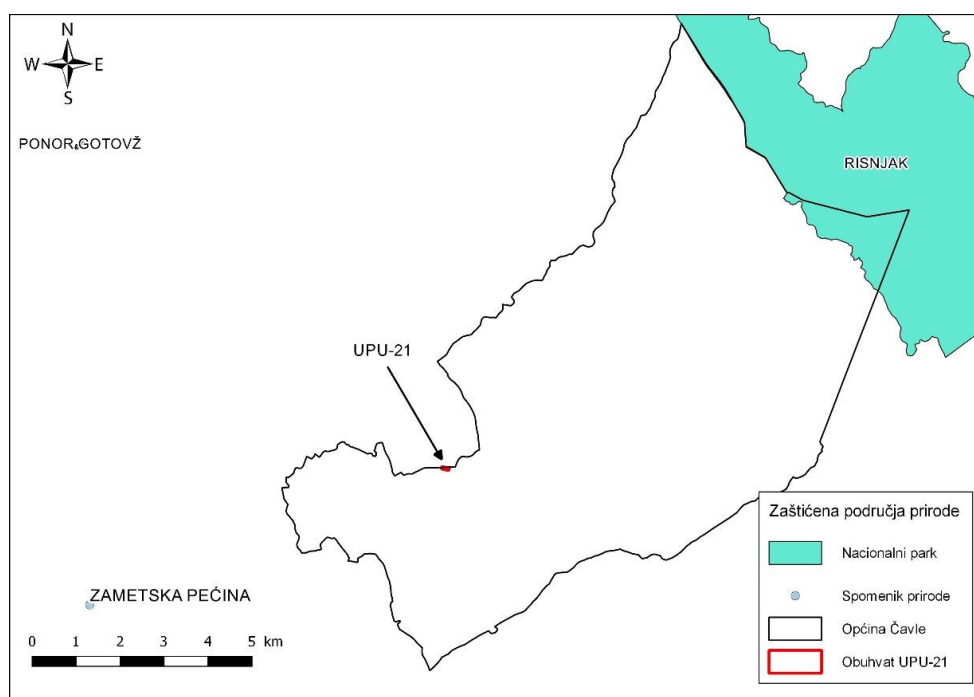 N
W E
S
PONOR GOTOVŽ
RISNJAK
UPU-21
ZAMETSKA PEĆINA
0 1 2 3 4 5 km
Zaštićena područja prirode
Nacionalni park
Spomenik prirode
Općina Čavle
Obuhvat UPU-21